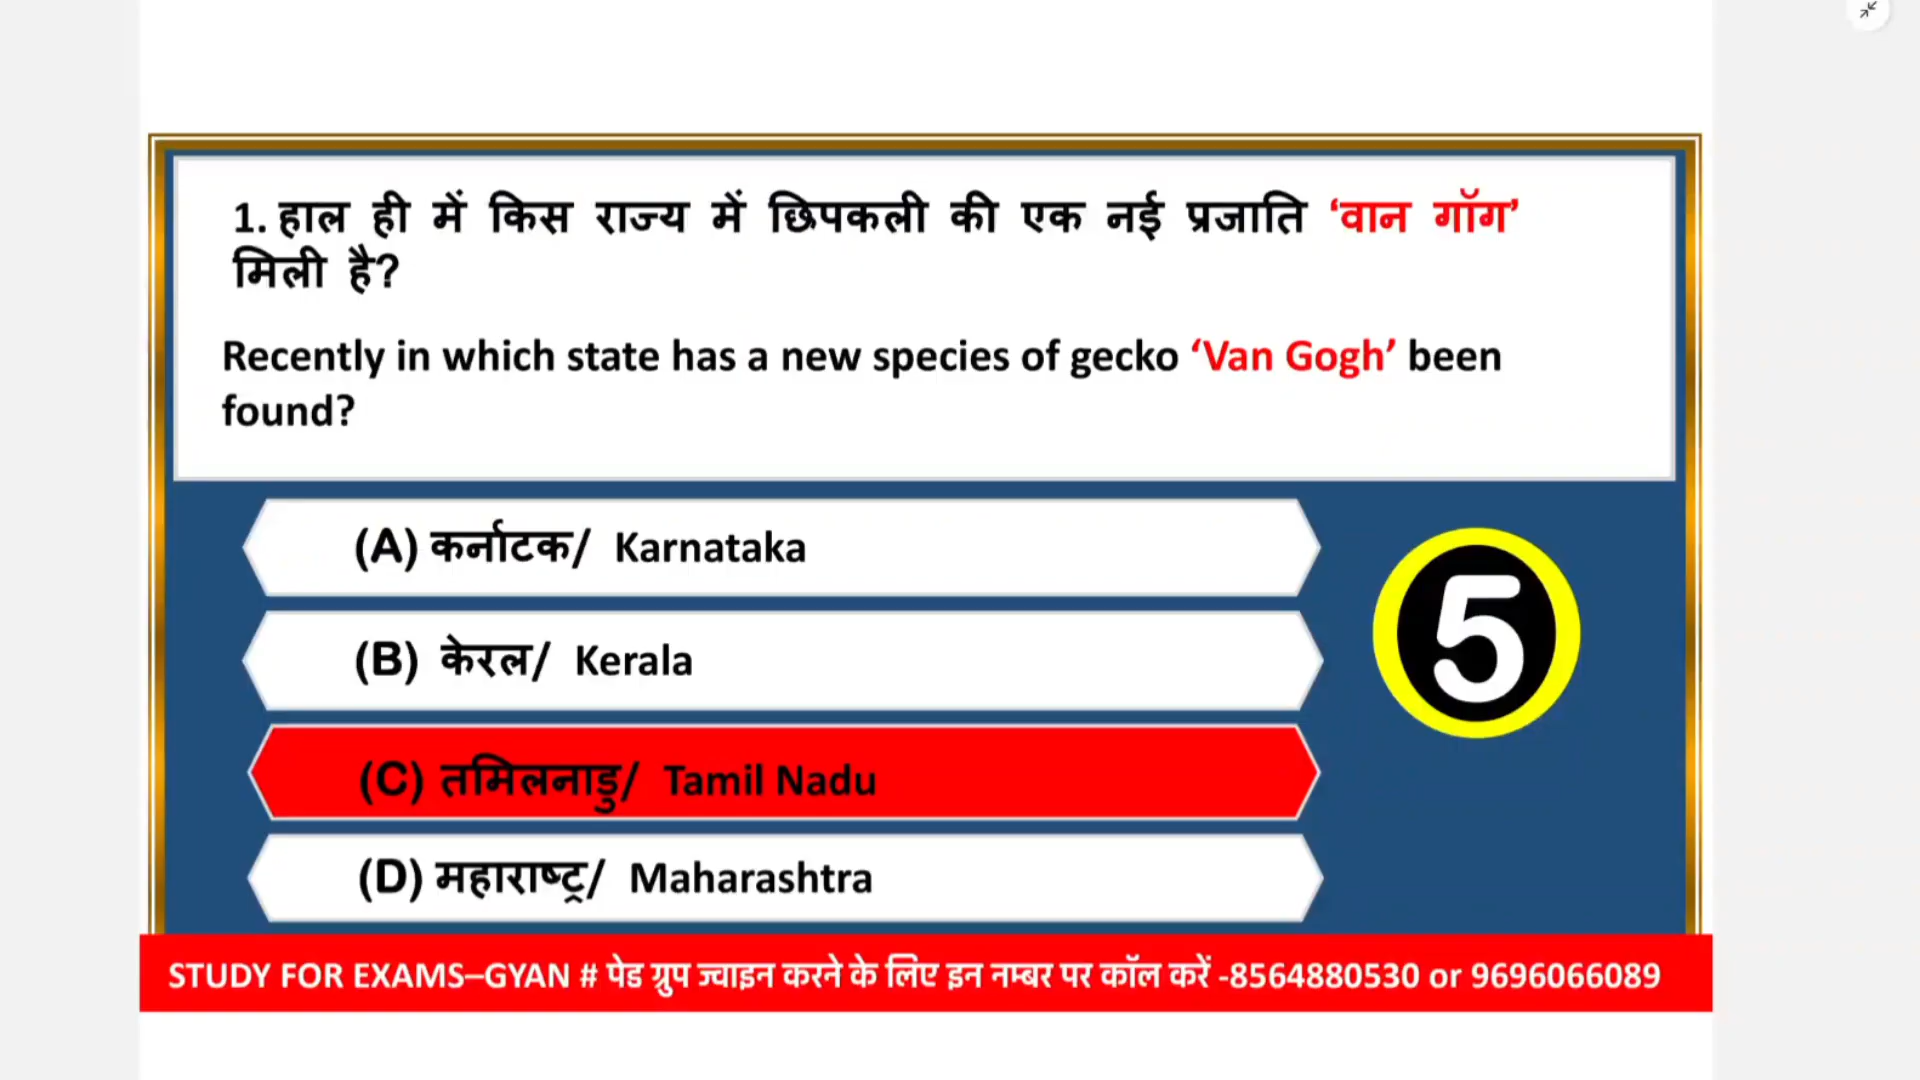 1. हाल ही में किस राज्य में छिपकली की एक नई प्रजाति ‘वान गॉग’
मिली है?
Recently in which state has a new species of gecko ‘Van Gogh’ been
found?
(A) कर्नाटक/ Karnataka
(B) केरल/ Kerala
5
(C) तमिलनाडु/ Tamil Nadu
(D) महाराष्ट्र/ Maharashtra
STUDY FOR EXAMS–GYAN # पेड ग्रुप ज्वाइन करने के लिए इन नम्बर पर कॉल करें -8564880530 or 9696066089